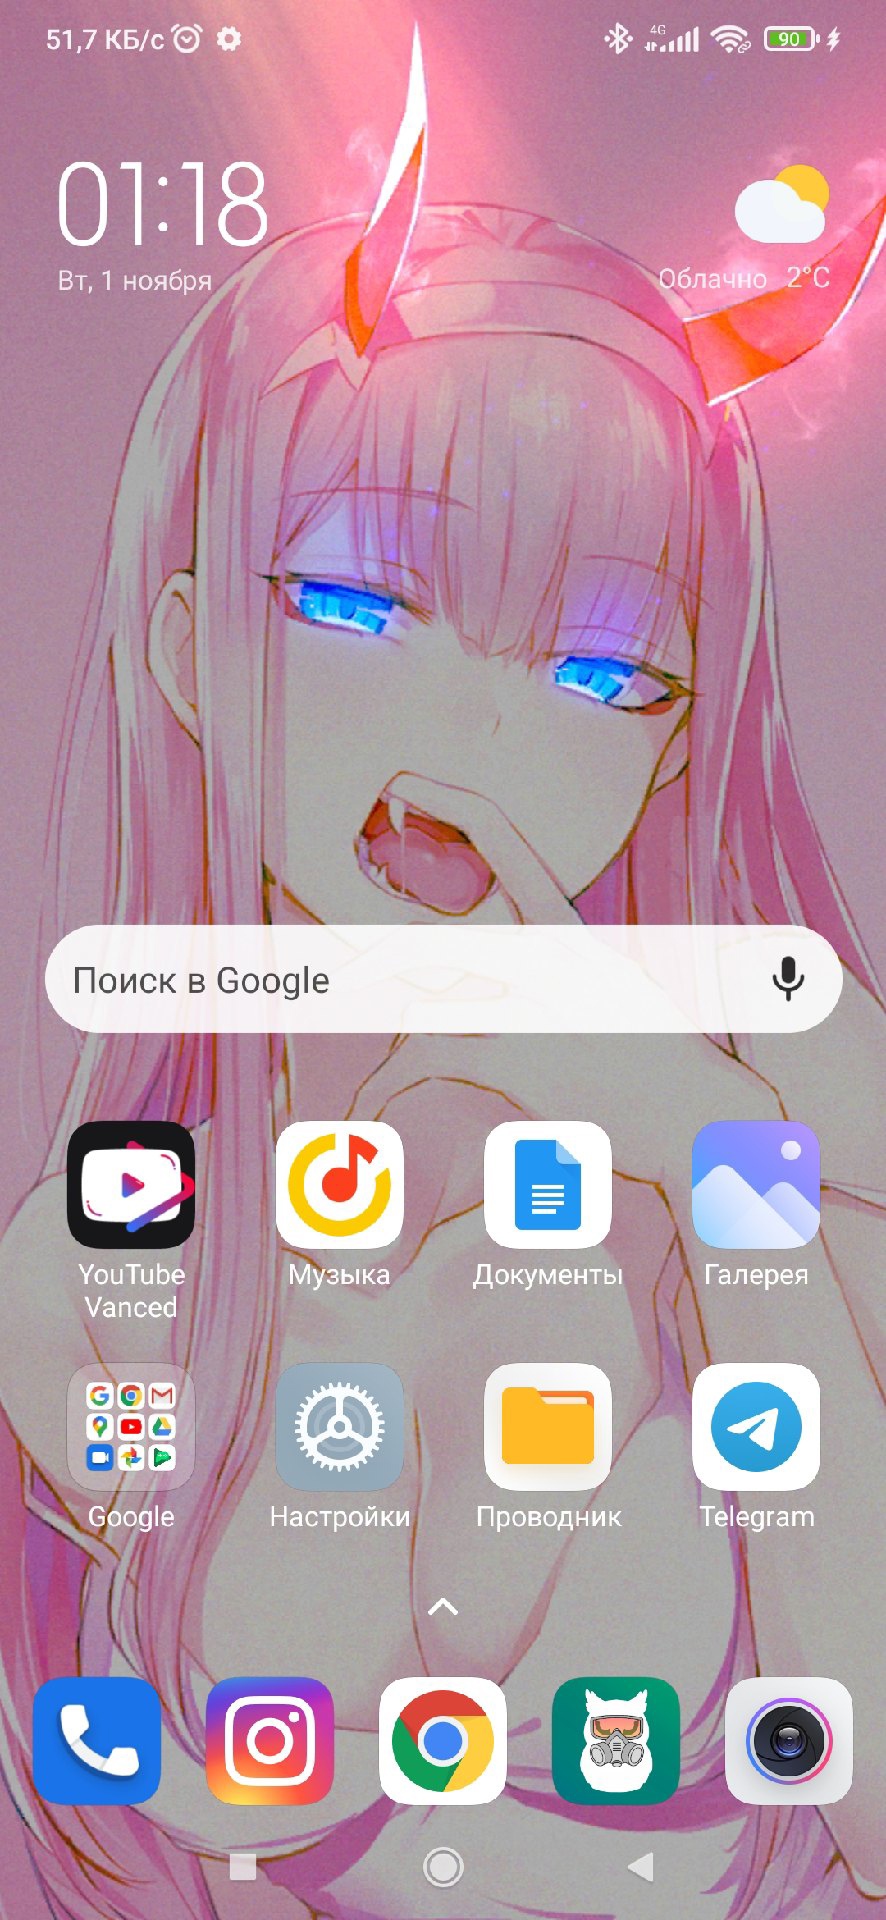 51,7 КБ/с
4G
90
01:18
Вт, 1 ноября
Облачно 2°C
Поиск в Google
YouTube
Vanced
Музыка
Документы
Галерея
Google
Настройки
Проводник
Telegram